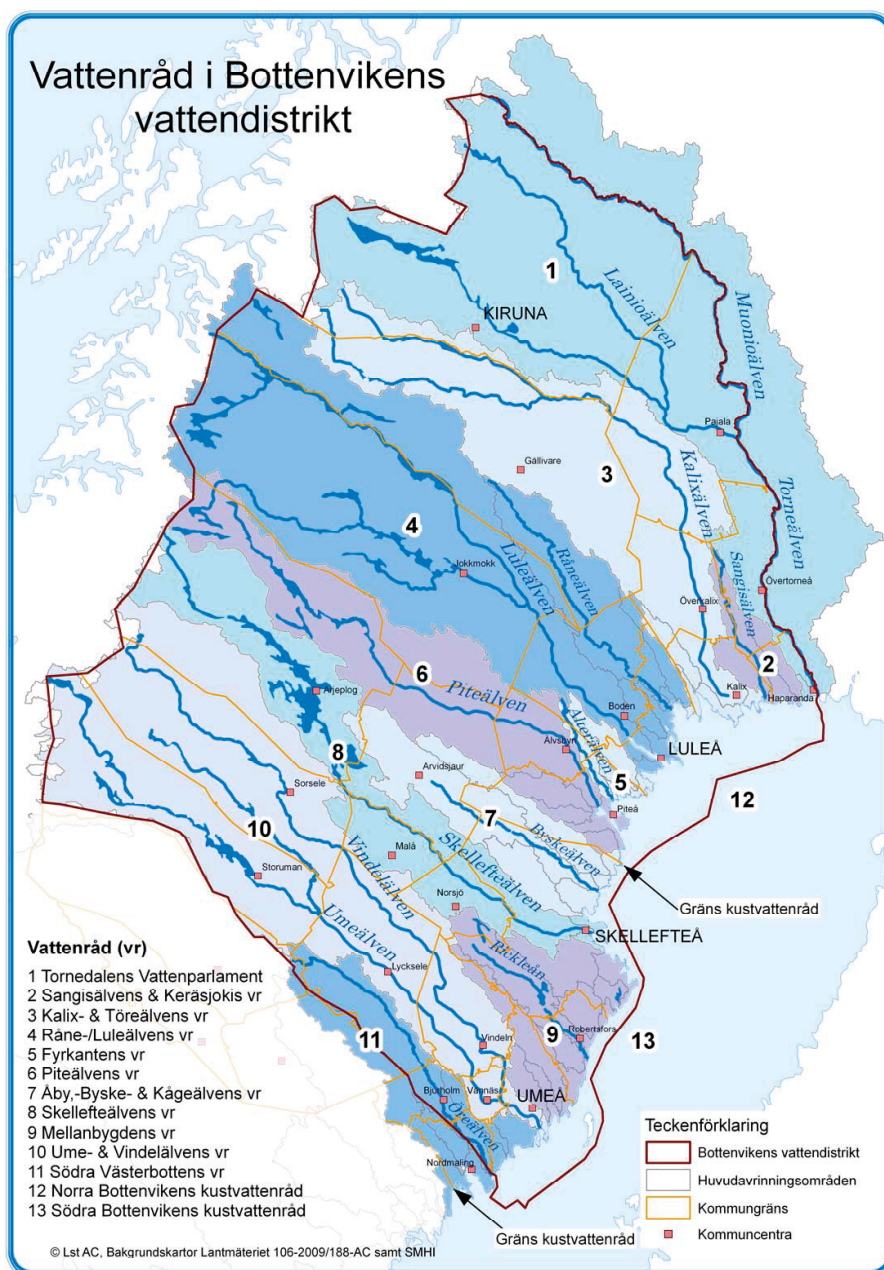 Vattenråd i Bottenvikens
vattendistrikt
1
Lainioälven
Muonioälven
KIRUNA
Pajala
3
Kalixälven
Torneälven
Gällivare
4
Luleälven
Råneälven
Sangisälven
Jokkmokk
Övertorneå
Överkalix
2
6
Piteälven
Kalix
Haparanda
Arjeplog
Boden
Alterälven
Älvsbyn
LULEÅ
8
Arvidsjaur
5
12
Sorsele
7
Piteå
10
Byskeälven
Malå
Skellefteälven
Vindelälven
Storuman
Norsjö
Gräns kustvattenråd
Umeälven
SKELLEFTEÅ
Rickleån
Lycksele
9
Robertsfors
13
11
Vindeln
Bjurholm
Vännäs
UMEÅ
Öreälven
Nordmaling
Gräns kustvattenråd
Vattenråd (vr)
1 Tornedalens Vattenparlament
2 Sangisälvens & Keräsjokis vr
3 Kalix- & Töreälvens vr
4 Råne-/Luleälvens vr
5 Fyrkantens vr
6 Piteälvens vr
7 Åby,-Byske- & Kågeälvens vr
8 Skellefteälvens vr
9 Mellanbygdens vr
10 Ume- & Vindelälvens vr
11 Södra Västerbottens vr
12 Norra Bottenvikens kustvattenråd
13 Södra Bottenvikens kustvattenråd
Teckenförklaring
Bottenvikens vattendistrikt
Huvudavrinningsområden
Kommungräns
Kommuncentra
© Lst AC, Bakgrundskartor Lantmäteriet 106-2009/188-AC samt SMHI